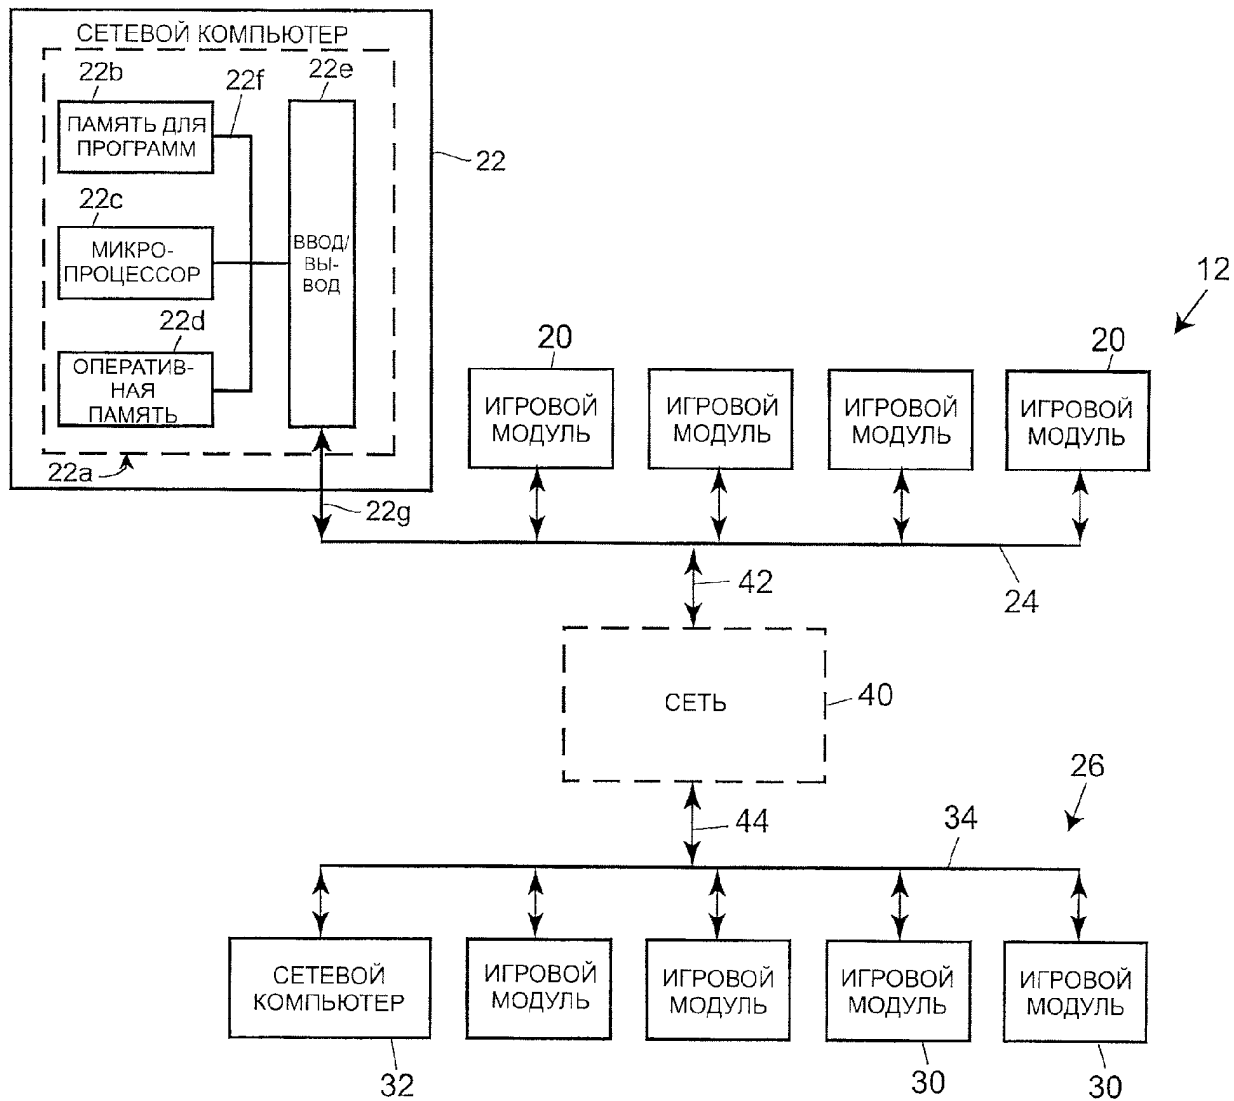 СЕТЕВОЙ КОМПЬЮТЕР
22b
22f
22e
ПАМЯТЬ ДЛЯ
ПРОГРАММ
22
22c
МИКРО-
ПРОЦЕССОР
ВВОД/
ВЫ-
ВОД
22d
ОПЕРАТИВ-
НАЯ
ПАМЯТЬ
22a
22g
12
20
20
ИГРОВОЙ
МОДУЛЬ
ИГРОВОЙ
МОДУЛЬ
ИГРОВОЙ
МОДУЛЬ
ИГРОВОЙ
МОДУЛЬ
42
24
СЕТЬ
40
26
44
34
СЕТЕВОЙ
КОМПЬЮТЕР
ИГРОВОЙ
МОДУЛЬ
ИГРОВОЙ
МОДУЛЬ
ИГРОВОЙ
МОДУЛЬ
ИГРОВОЙ
МОДУЛЬ
32
30
30